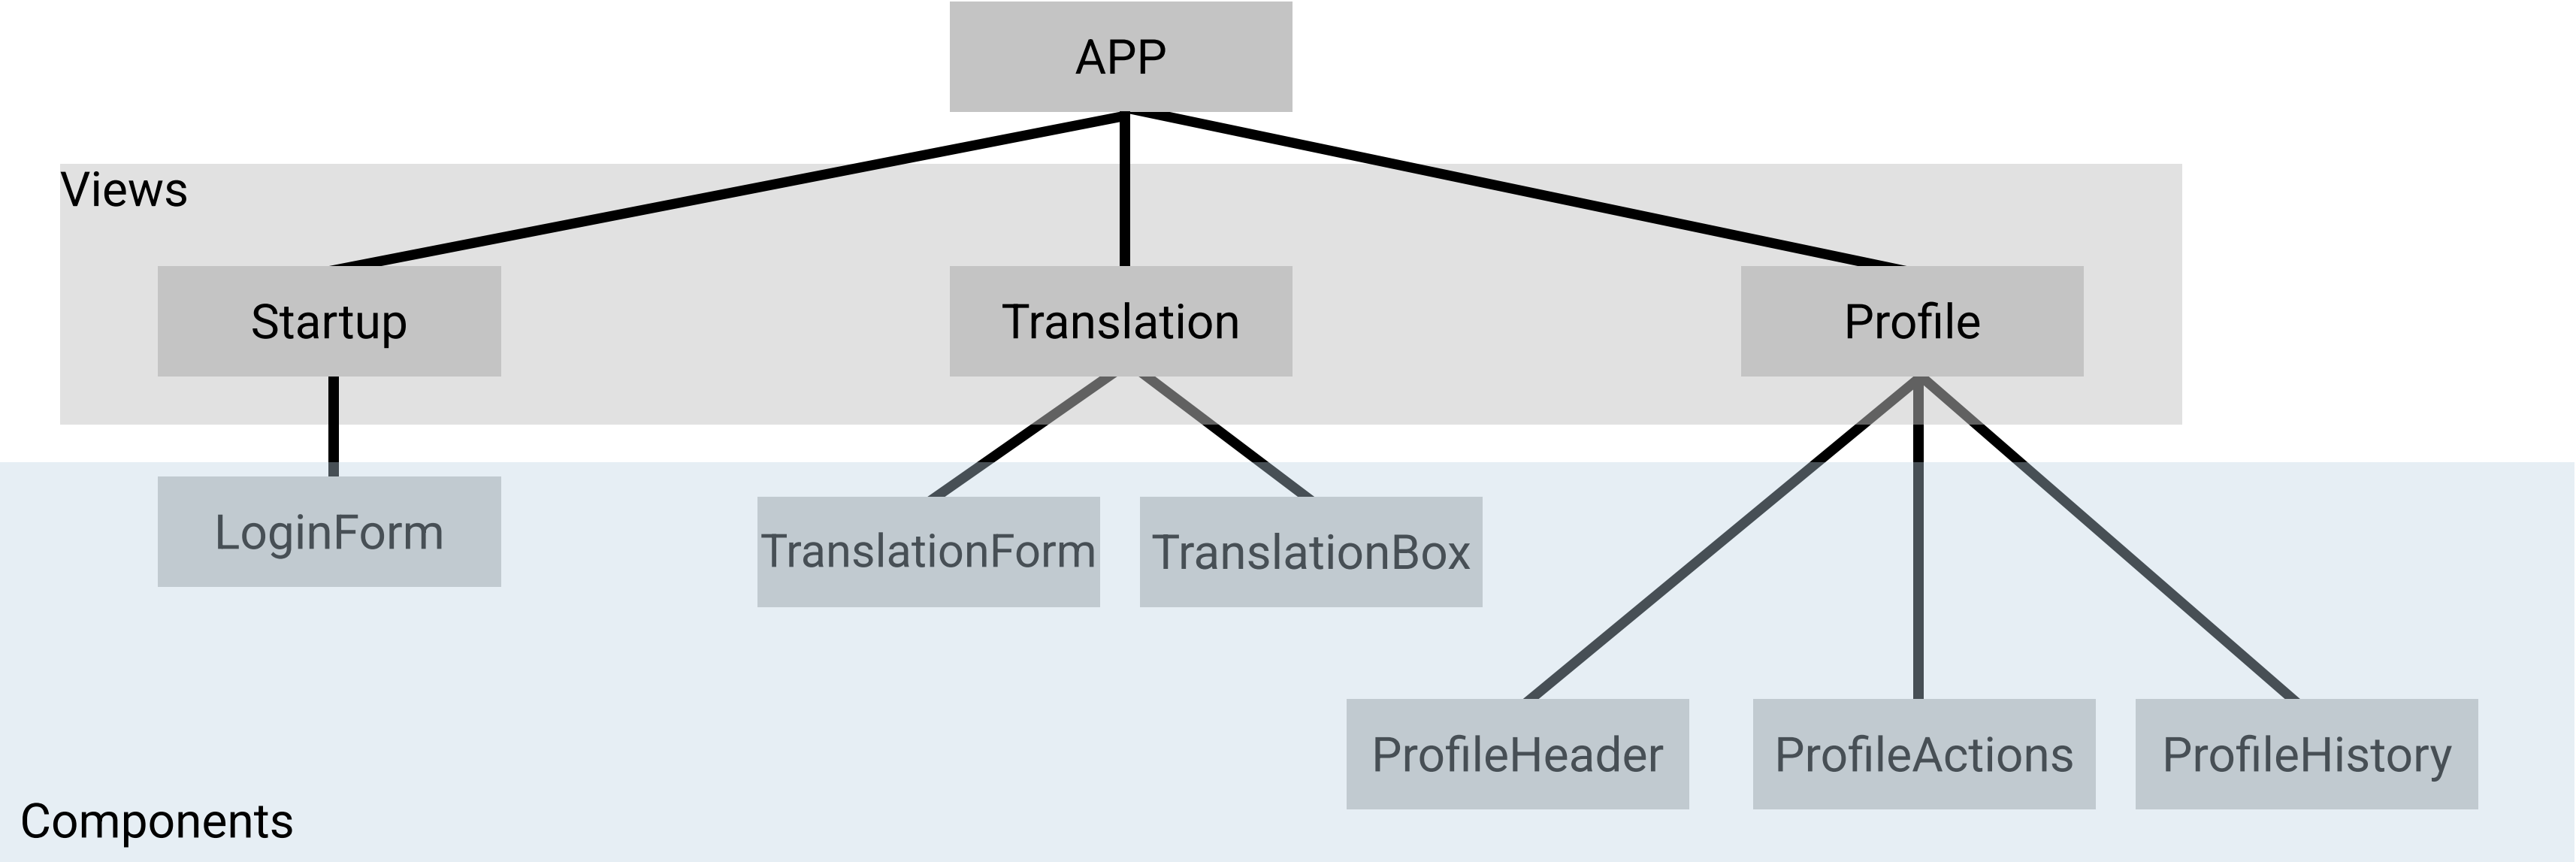 APP
Views
Startup
Translation
Profile
LoginForm
TranslationForm
TranslationBox
ProfileHeader
ProfileActions
ProfileHistory
Components